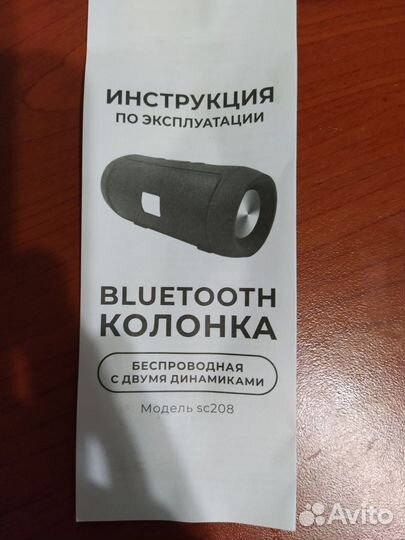 ИНСТРУКЦИЯ
ПО ЭКСПЛУАТАЦИИ
BLUETOOTH
КОЛОНКА
БЕСПРОВОДНАЯ
С ДВУМЯ ДИНАМИКАМИ
Модель sc208
Avito